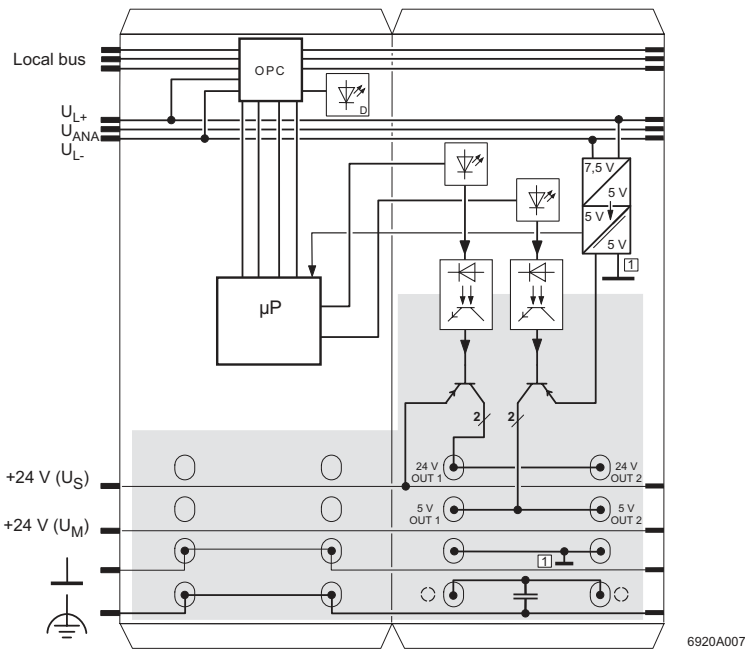 Local bus
OPC
D
U_L+
U_ANA
U_L-
7,5 V
5 V
5 V
5 V
1
µP
2
2
+24 V (U_S)
24 V
OUT 1
24 V
OUT 2
5 V
OUT 1
5 V
OUT 2
+24 V (U_M)
1
6920A007